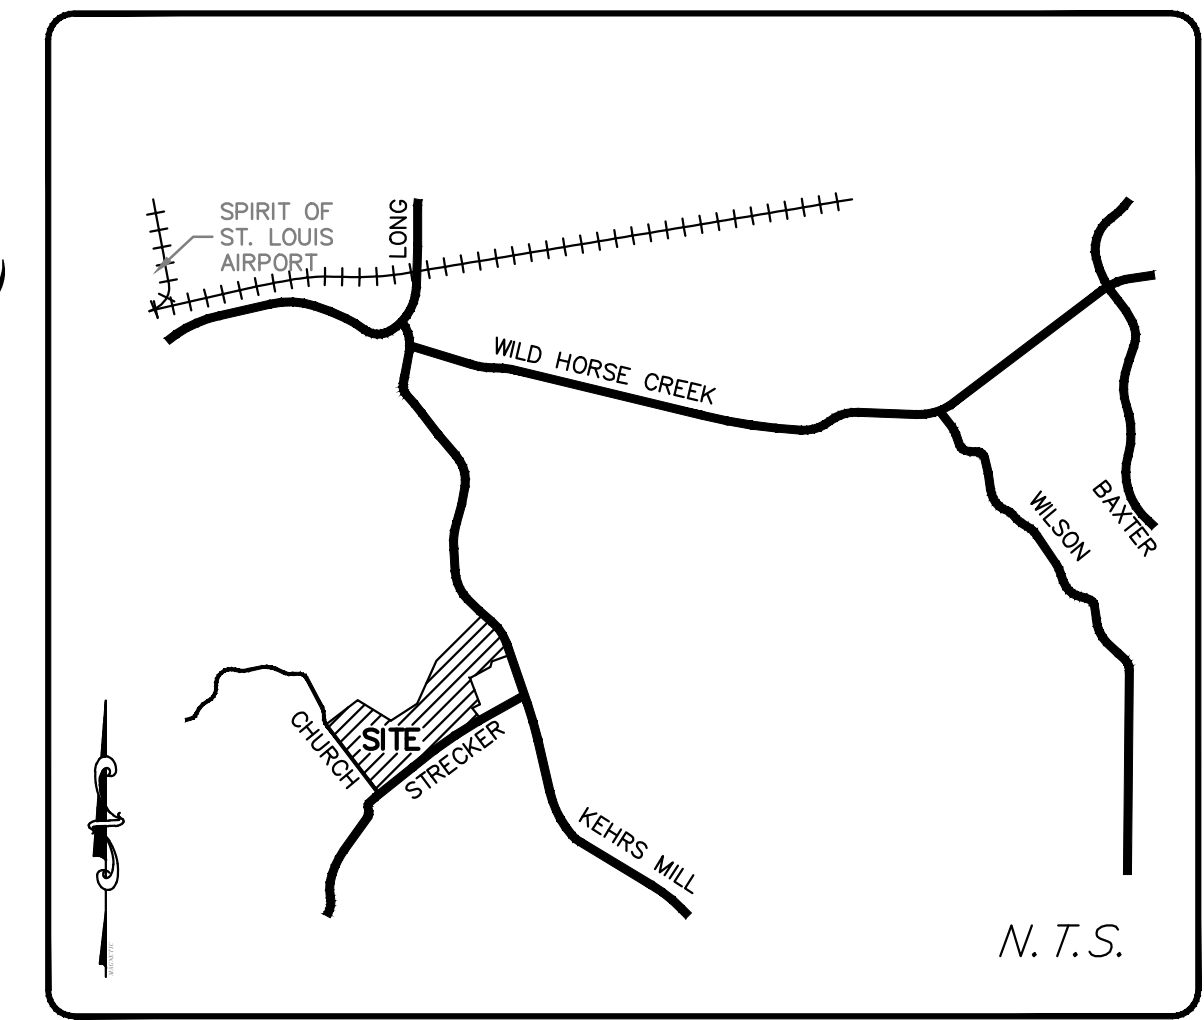 SPIRIT OF
ST. LOUIS
AIRPORT
LONG
WILD HORSE CREEK
WILSON
BAXTER
CHURCH
SITE
STRECKER
KEHRS MILL
N.T.S.